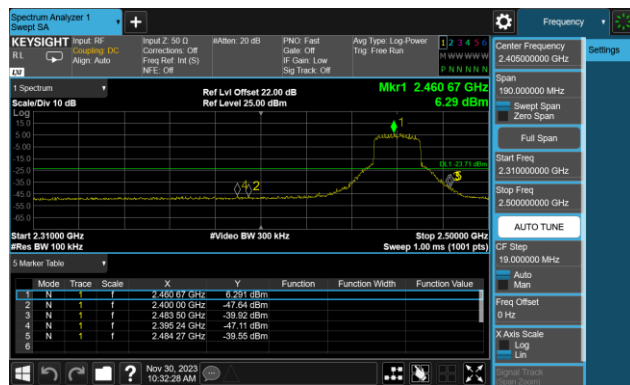 Spectrum Analyzer 1
Swept SA
Frequency
KEYSIGHT
RL
Input: RF
Coupling: DC
Align: Auto
Input Z: 50 Ω
Corrections: Off
Freq Ref: Int (S)
NFE: Off
#Atten: 20 dB
PNO: Fast
Gate: Off
IF Gain: Low
Sig Track: Off
Avg Type: Log-Power
Trig: Free Run
1 2 3 4 5 6
M W W W W W
P N N N N N
LM
Center Frequency
2.405000000 GHz
Settings
1 Spectrum
Scale/Div 10 dB
Ref Lvl Offset 22.00 dB
Ref Level 25.00 dBm
Mkr1 2.460 67 GHz
6.29 dBm
Span
190.000000 MHz
Swept Span
Zero Span
Full Span
Log
15.0
5.00
-5.00
-15.0
-25.0
-35.0
-45.0
-55.0
-65.0
1
DL1 -23.71 dBm
4 2
Start Freq
2.310000000 GHz
Stop Freq
2.500000000 GHz
AUTO TUNE
Start 2.31000 GHz
#Res BW 100 kHz
#Video BW 300 kHz
Stop 2.50000 GHz
Sweep 1.00 ms (1001 pts)
CF Step
19.000000 MHz
Auto
Man
5 Marker Table
Mode Trace Scale X Y Function Function Width Function Value
1 N 1 f 2.460 67 GHz 6.291 dBm
2 N 1 f 2.400 00 GHz -47.64 dBm
3 N 1 f 2.483 50 GHz -39.92 dBm
4 N 1 f 2.395 24 GHz -47.11 dBm
5 N 1 f 2.484 27 GHz -39.55 dBm
6
Freq Offset
0 Hz
X Axis Scale
Log
Lin
Signal Track
(Span Zoom)
?
Nov 30, 2023
10:32:28 AM